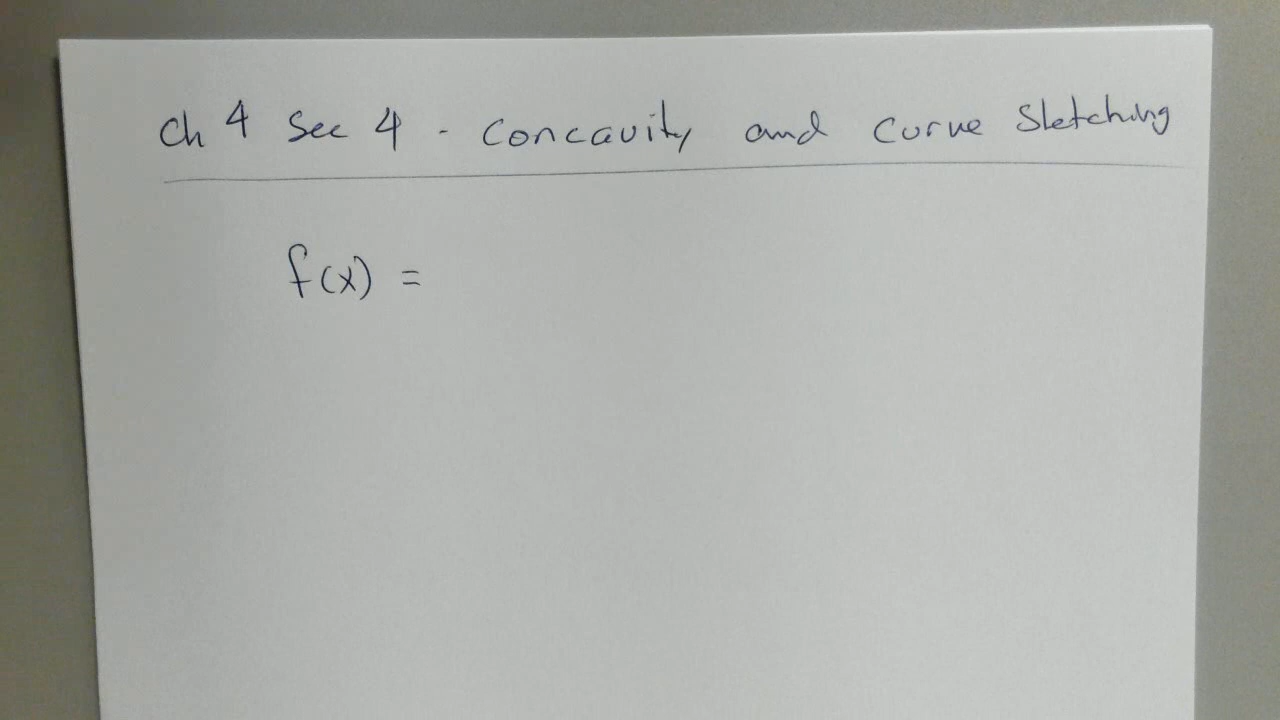 Ch 4 Sec 4 - Concavity and Curve Sketching
f(x) =